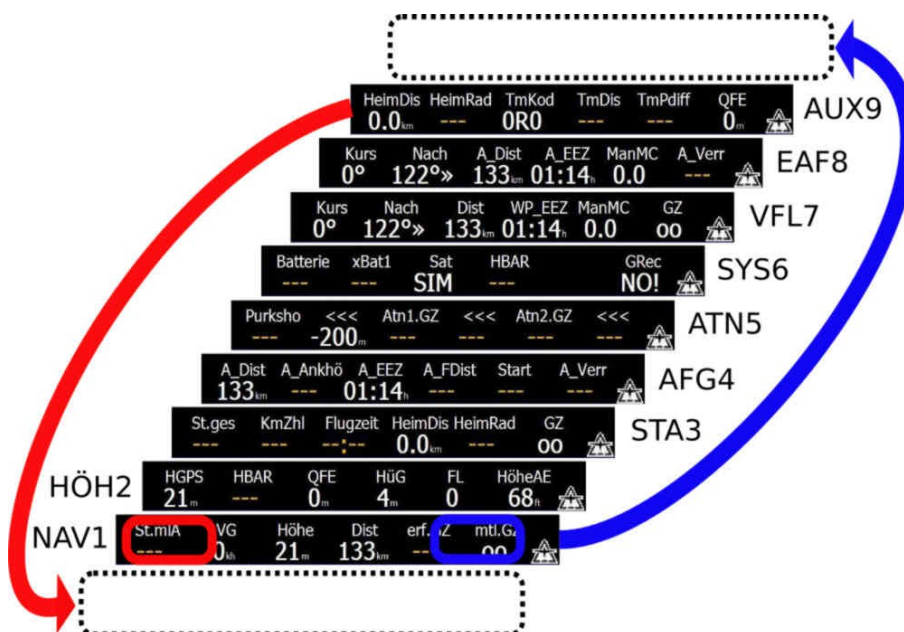 HeimDis HeimRad TmKod TmDis TmPdiff QFE
0.0km --- 0R0 --- --- 0m AUX9
Kurs Nach A_Dist A_EEZ ManMC A_Verr
0° 122°» 133km 01:14h 0.0 --- EAF8
Kurs Nach Dist WP_EEZ ManMC GZ
0° 122°» 133km 01:14h 0.0 oo VFL7
Batterie xBat1 Sat HBAR GRec
--- --- SIM --- NO! SYS6
Purksho <<< Atn1.GZ <<< Atn2.GZ <<<
--- -200m --- --- --- --- ATN5
A_Dist A_Ankhö A_EEZ A_FDist Start A_Verr
133km --- 01:14h --- --- --- AFG4
St.ges KmZhl Flugzeit HeimDis HeimRad GZ
--- --- --:-- 0.0km --- oo STA3
HÖH2 HGPS HBAR QFE HüG FL HöheAE
21m --- 0m 4m 0 68ft
NAV1 St.mlA VG Höhe Dist erf.GZ mtl.GZ
--- 0kh 21m 133km -- oo